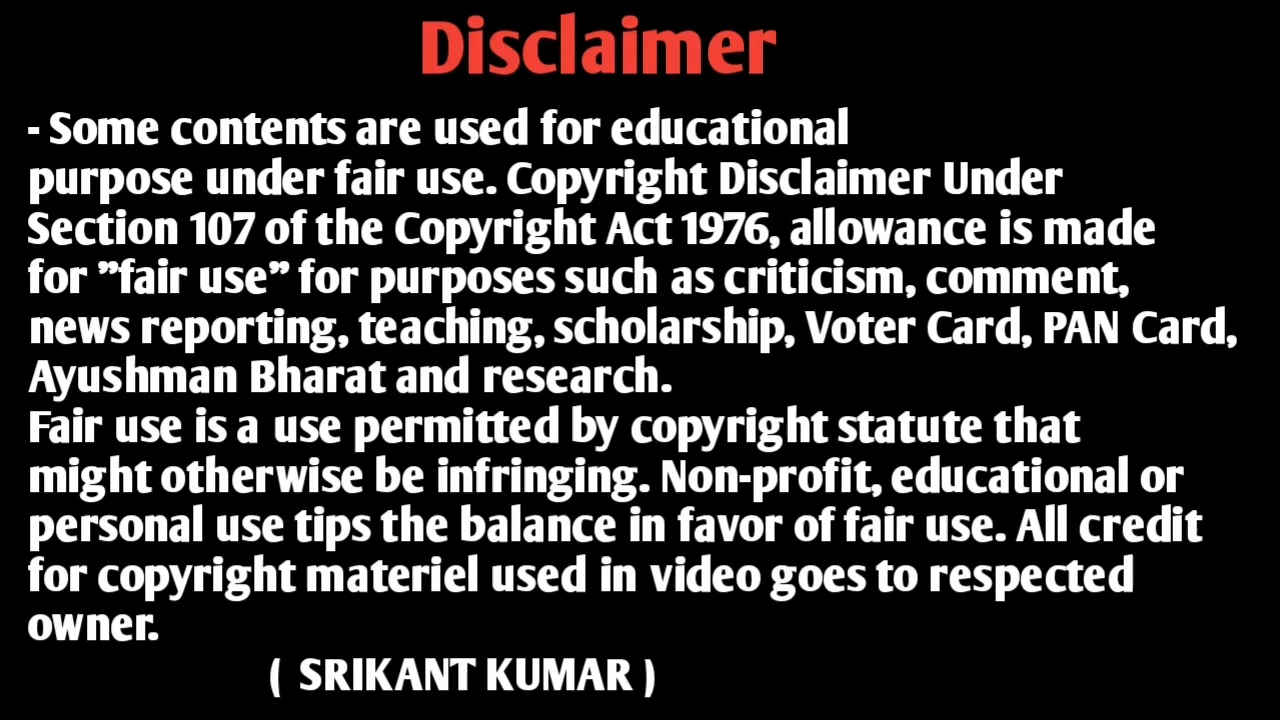 Disclaimer
- Some contents are used for educational
purpose under fair use. Copyright Disclaimer Under
Section 107 of the Copyright Act 1976, allowance is made
for ”fair use” for purposes such as criticism, comment,
news reporting, teaching, scholarship, Voter Card, PAN Card,
Ayushman Bharat and research.
Fair use is a use permitted by copyright statute that
might otherwise be infringing. Non-profit, educational or
personal use tips the balance in favor of fair use. All credit
for copyright materiel used in video goes to respected
owner.
( SRIKANT KUMAR )